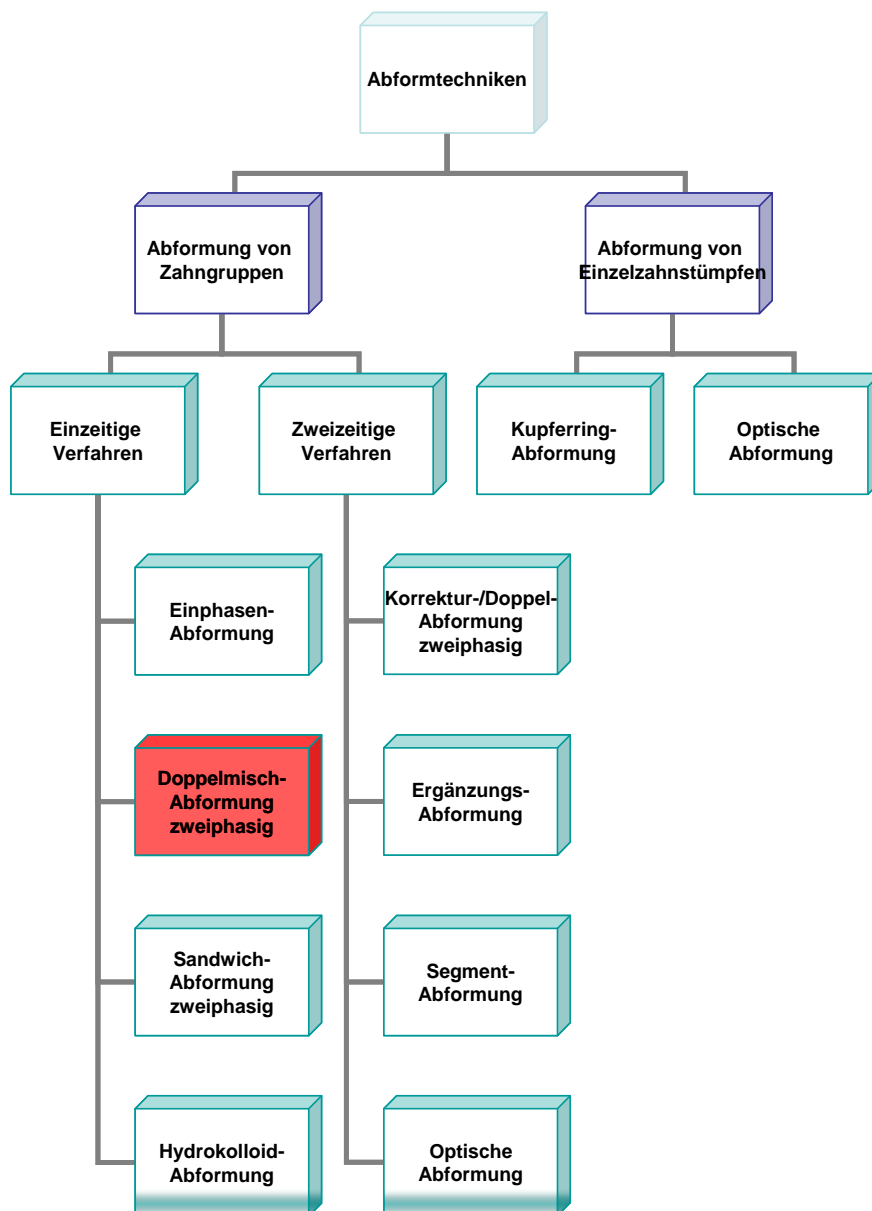 Abformtechniken
Abformung von
Zahngruppen
Abformung von
Einzelzahnstümpfen
Einzeitige
Verfahren
Zweizeitige
Verfahren
Kupferring-
Abformung
Optische
Abformung
Einphasen-
Abformung
Korrektur-/Doppel-
Abformung
zweiphasig
Doppelmisch-
Abformung
zweiphasig
Ergänzungs-
Abformung
Sandwich-
Abformung
zweiphasig
Segment-
Abformung
Hydrokolloid-
Abformung
Optische
Abformung